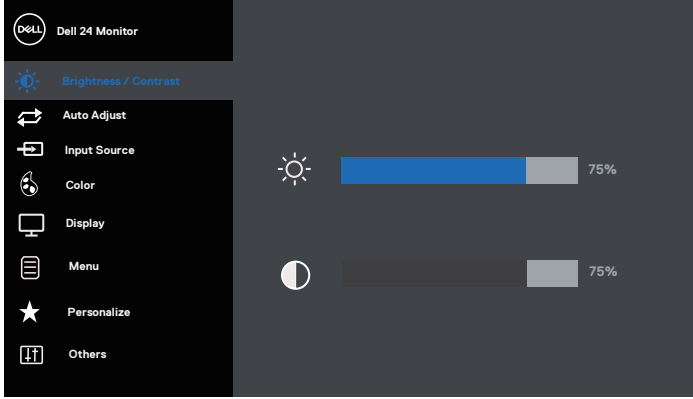 DELL
Dell 24 Monitor
Brightness / Contrast
Auto Adjust
Input Source
Color
Display
Menu
Personalize
Others
75%
75%